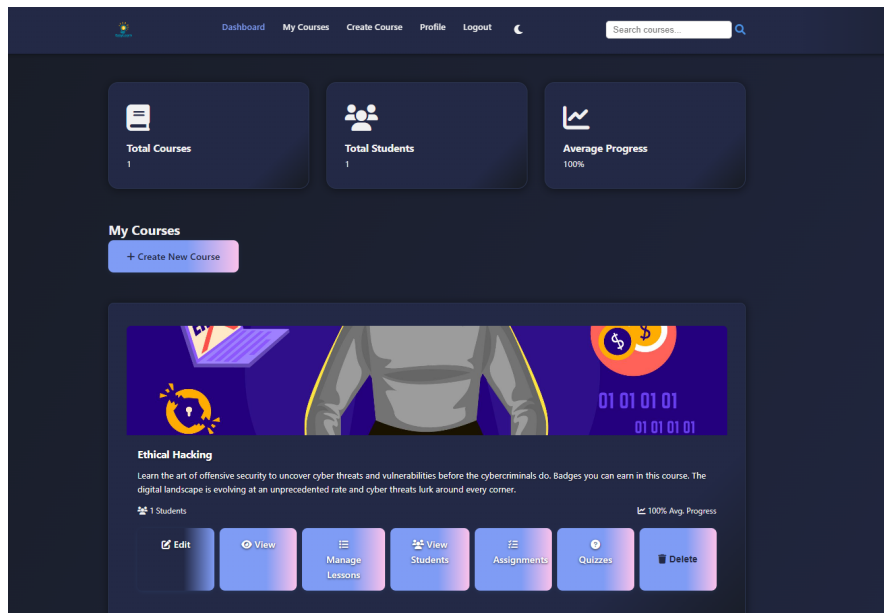 Dashboard My Courses Create Course Profile Logout Search courses...
Total Courses
1
Total Students
1
Average Progress
100%
My Courses
+ Create New Course
01 01 01 01
01 01 01 01
Ethical Hacking
Learn the art of offensive security to uncover cyber threats and vulnerabilities before the cybercriminals do. Badges you can earn in this course. The
digital landscape is evolving at an unprecedented rate and cyber threats lurk around every corner.
1 Students 100% Avg. Progress
Edit
View
Manage
Lessons
View
Students
Assignments
Quizzes
Delete